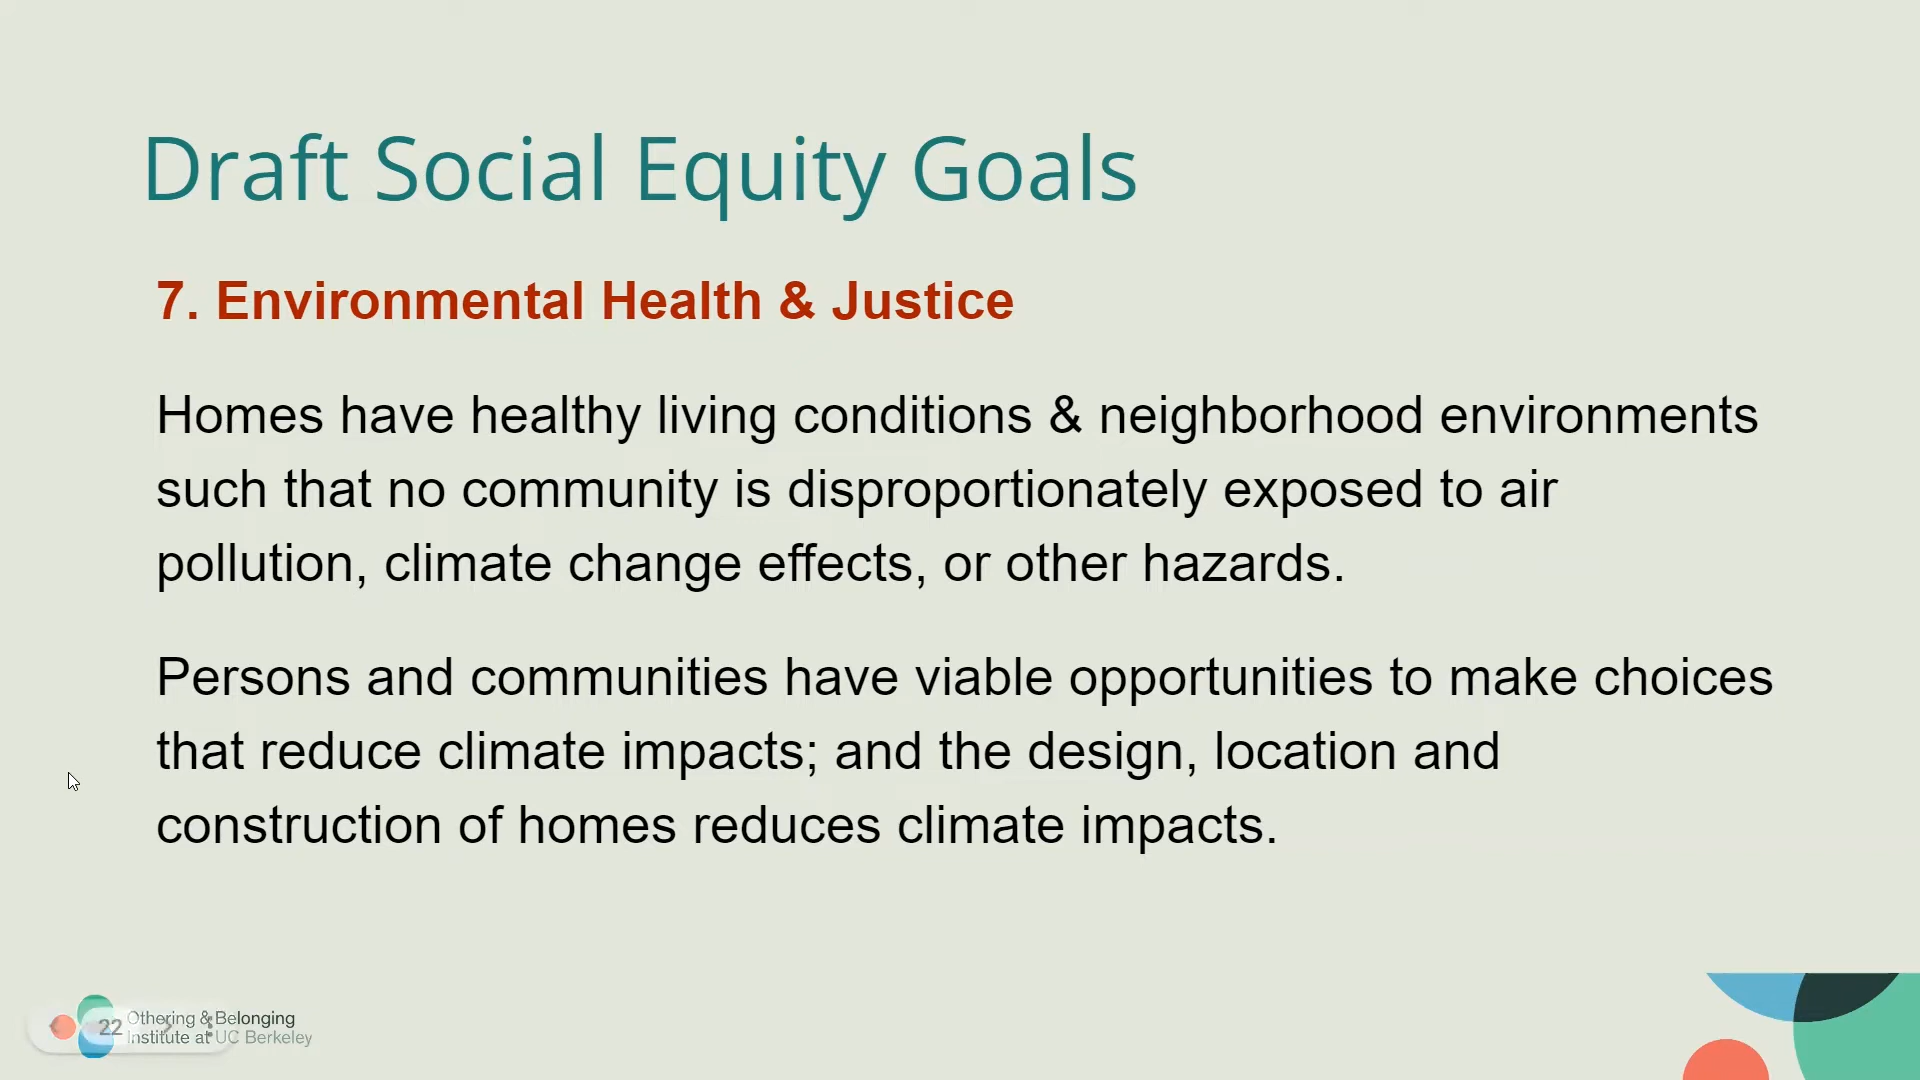 Draft Social Equity Goals
7. Environmental Health & Justice
Homes have healthy living conditions & neighborhood environments
such that no community is disproportionately exposed to air
pollution, climate change effects, or other hazards.
Persons and communities have viable opportunities to make choices
that reduce climate impacts; and the design, location and
construction of homes reduces climate impacts.
22
Othering & Belonging
Institute at UC Berkeley